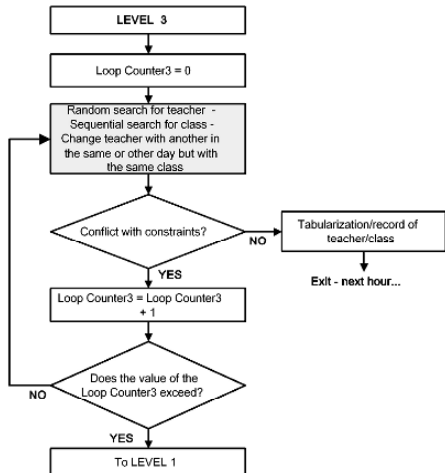 LEVEL 3
Loop Counter3 = 0
Random search for teacher -
Sequential search for class -
Change teacher with another in
the same or other day but with
the same class
Conflict with constraints?
NO
Tabularization/record of
teacher/class
Exit - next hour...
YES
Loop Counter3 = Loop Counter3
+ 1
Does the value of the
Loop Counter3 exceed?
NO
YES
To LEVEL 1